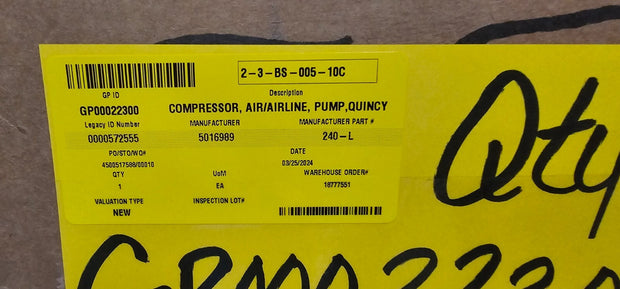 2-3-BS-005-10C
GP ID
Description
GP00022300
COMPRESSOR, AIR/AIRLINE, PUMP,QUINCY
Legacy ID Number
MANUFACTURER
MANUFACTURER PART #
0000572555
5016989
240-L
PO/STO/WO#
DATE
4500517588/00010
03/25/2024
QTY
UoM
WAREHOUSE ORDER#
1
EA
18777551
VALUATION TYPE
INSPECTION LOT#
NEW
Qty